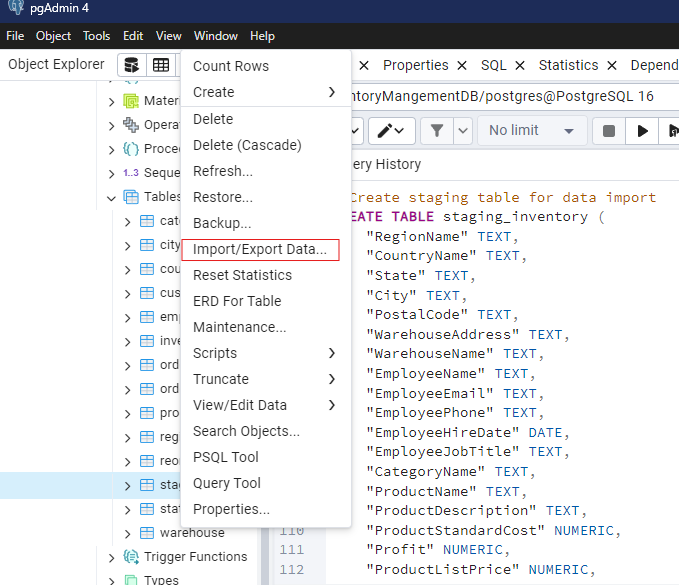 pgAdmin 4
File Object Tools Edit View Window Help
Object Explorer
Properties SQL Statistics Depend
ntoryMangementDB/postgres@PostgreSQL 16
No limit
ery History
Mater
Opera
Proce
1..3 Seque
Tables
cate
city
cou
cus
emp
inve
ord
ord
pro
regi
reo
stag
stat
warehouse
Trigger Functions
Types
Count Rows
Create
Delete
Delete (Cascade)
Refresh...
Restore...
Backup...
Import/Export Data...
Reset Statistics
ERD For Table
Maintenance...
Scripts
Truncate
View/Edit Data
Search Objects...
PSQL Tool
Query Tool
Properties...
Create staging table for data import
EATE TABLE staging_inventory (
"RegionName" TEXT,
"CountryName" TEXT,
"State" TEXT,
"City" TEXT,
"PostalCode" TEXT,
"WarehouseAddress" TEXT,
"WarehouseName" TEXT,
"EmployeeName" TEXT,
"EmployeeEmail" TEXT,
"EmployeePhone" TEXT,
"EmployeeHireDate" DATE,
"EmployeeJobTitle" TEXT,
"CategoryName" TEXT,
"ProductName" TEXT,
"ProductDescription" TEXT,
110 "ProductStandardCost" NUMERIC,
111 "Profit" NUMERIC,
112 "ProductListPrice" NUMERIC,